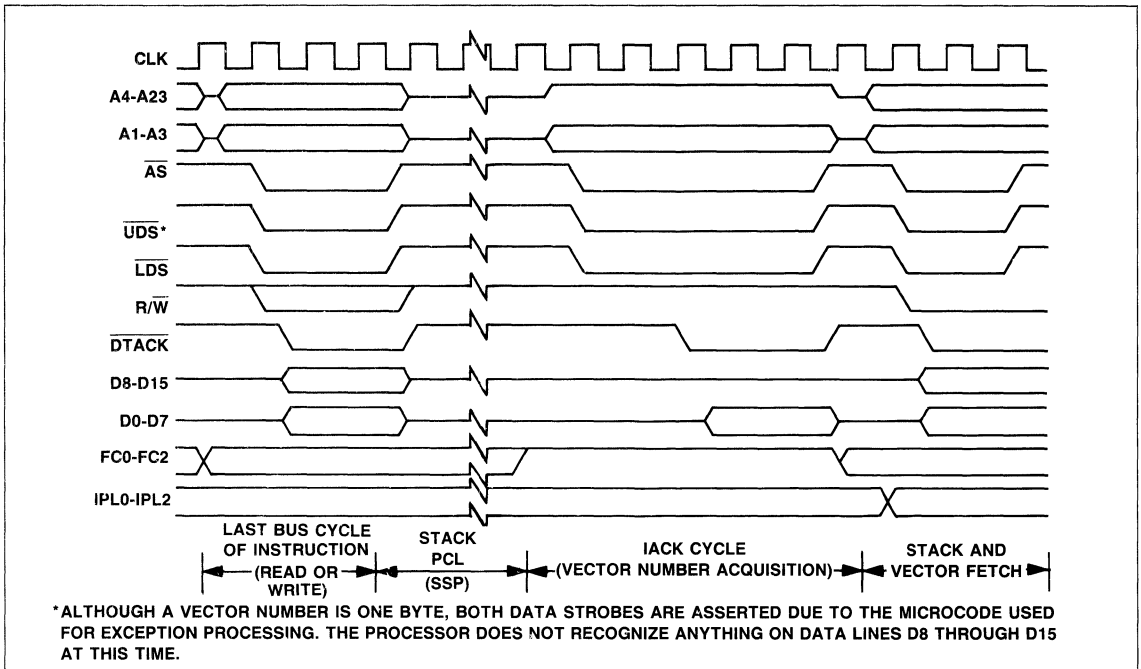 CLK
A4-A23
A1-A3
AS
UDS*
LDS
R/W
DTACK
D8-D15
D0-D7
FC0-FC2
IPL0-IPL2
LAST BUS CYCLE
OF INSTRUCTION
(READ OR
WRITE)
STACK
PCL
(SSP)
IACK CYCLE
(VECTOR NUMBER ACQUISITION)
STACK AND
VECTOR FETCH
*ALTHOUGH A VECTOR NUMBER IS ONE BYTE, BOTH DATA STROBES ARE ASSERTED DUE TO THE MICROCODE USED
FOR EXCEPTION PROCESSING. THE PROCESSOR DOES NOT RECOGNIZE ANYTHING ON DATA LINES D8 THROUGH D15
AT THIS TIME.